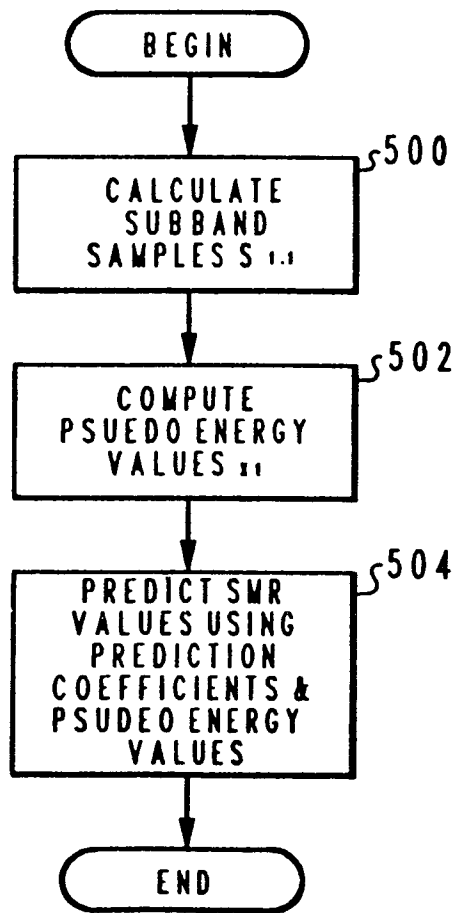 BEGIN
500
CALCULATE
SUBBAND
SAMPLES S
502
COMPUTE
PSUEDO ENERGY
VALUES
504
PREDICT SMR
VALUES USING
PREDICTION
COEFFICIENTS &
PSUDEO ENERGY
VALUES
END